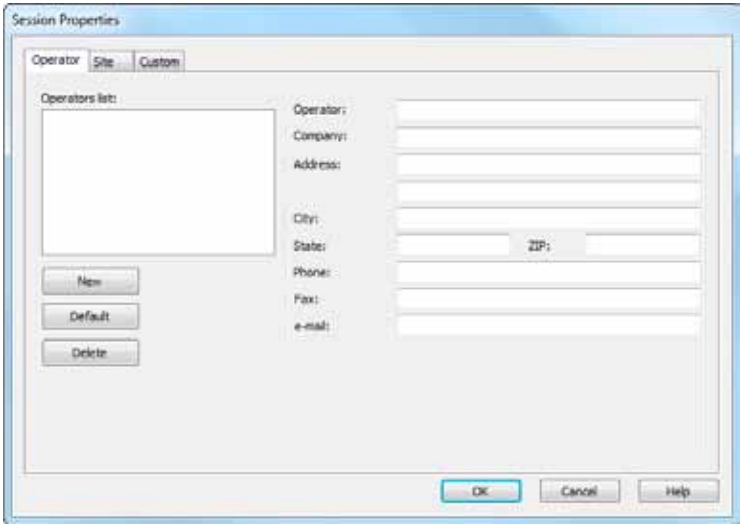 Session Properties
Operator Site Custom
Operators list:
Operator:
Company:
Address:
City:
State: ZIP:
Phone:
Fax:
e-mail:
New
Default
Delete
OK Cancel Help